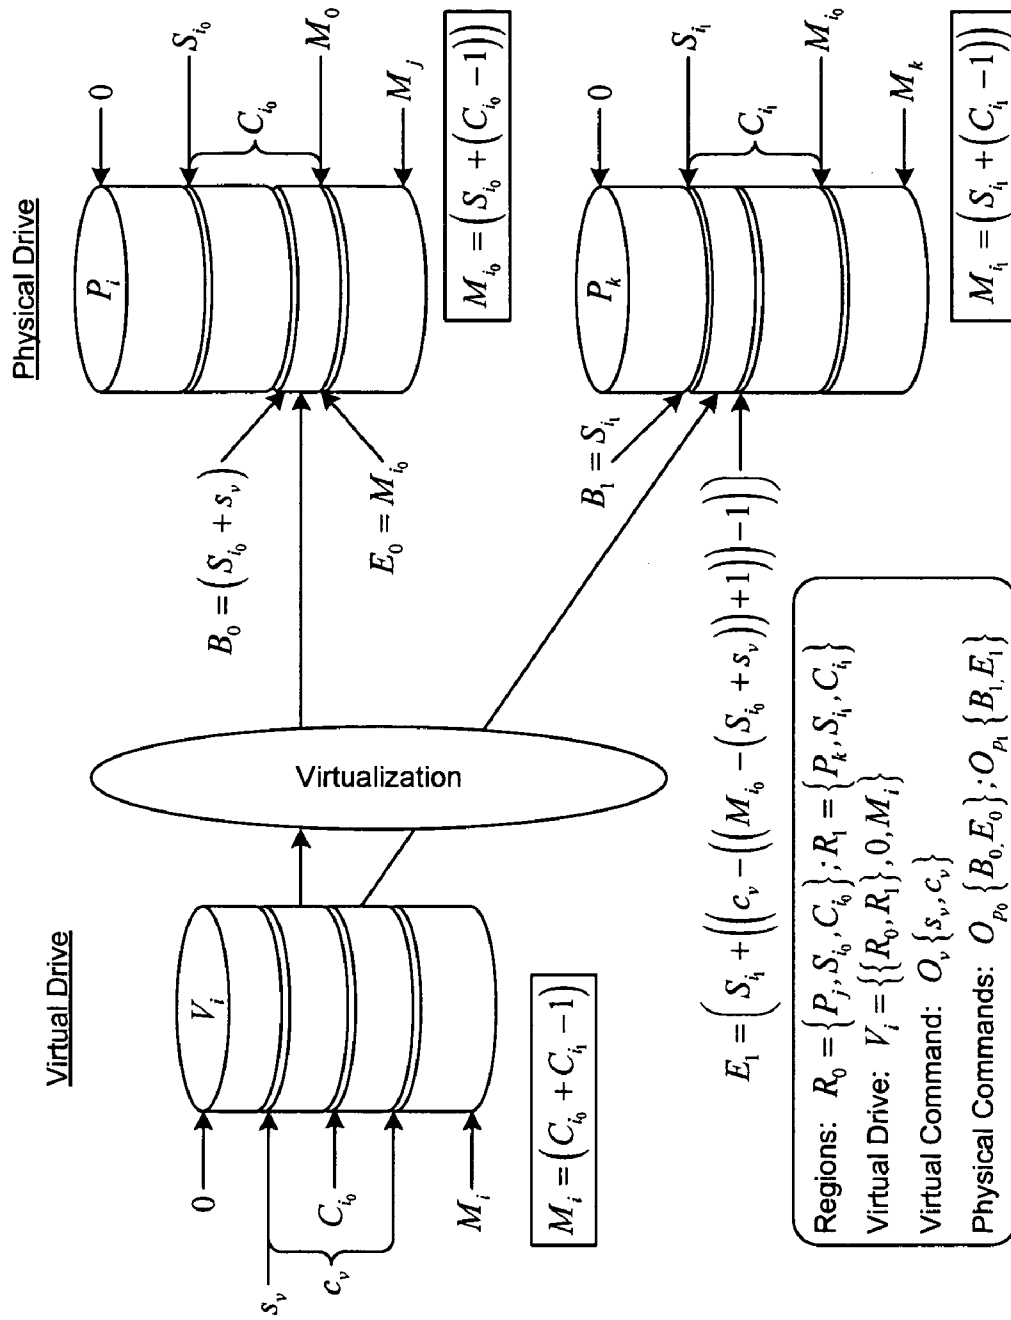 Virtual Drive
Physical Drive
V_i
0
s_v
C_{i_0}
c_v
M_i
M_i = (C_{i_0} + C_{i_1} - 1)
Virtualization
B_0 = (S_{i_0} + s_v)
E_0 = M_{i_0}
P_i
0
S_{i_0}
C_{i_0}
M_0
M_j
M_{i_0} = (S_{i_0} + (C_{i_0} - 1))
B_1 = S_{i_1}
E_1 = (S_{i_1} + ((c_v - ((M_{i_0} - (S_{i_0} + s_v)) + 1)) - 1))
P_k
0
S_{i_1}
C_{i_1}
M_{i_0}
M_k
M_{i_1} = (S_{i_1} + (C_{i_1} - 1))
Regions: R_0 = {P_j, S_{i_0}, C_{i_0}}; R_1 = {P_k, S_{i_1}, C_{i_1}}
Virtual Drive: V_i = {{R_0, R_1}, 0, M_i}
Virtual Command: O_v {s_v, c_v}
Physical Commands: O_{p_0} {B_0, E_0}; O_{p_1} {B_1, E_1}